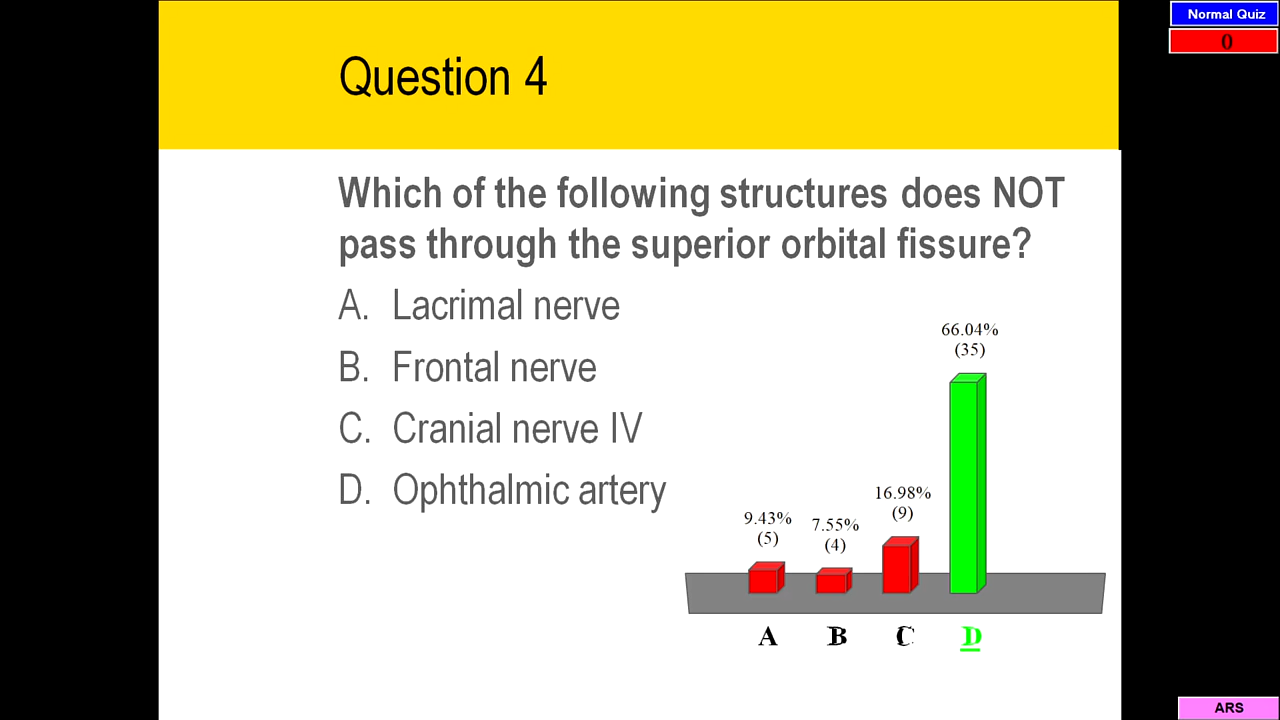 Normal Quiz
0
Question 4
Which of the following structures does NOT
pass through the superior orbital fissure?
A. Lacrimal nerve
B. Frontal nerve
C. Cranial nerve IV
D. Ophthalmic artery
66.04%
(35)
16.98%
(9)
9.43%
(5)
7.55%
(4)
A B C D
ARS